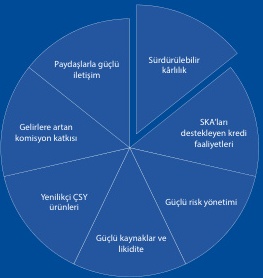 Sürdürülebilir
kârlılık
SKA'ları
destekleyen kredi
faaliyetleri
Güçlü risk yönetimi
Güçlü kaynaklar ve
likidite
Yenilikçi ÇSY
ürünleri
Gelirlere artan
komisyon katkısı
Paydaşlarla güçlü
iletişim